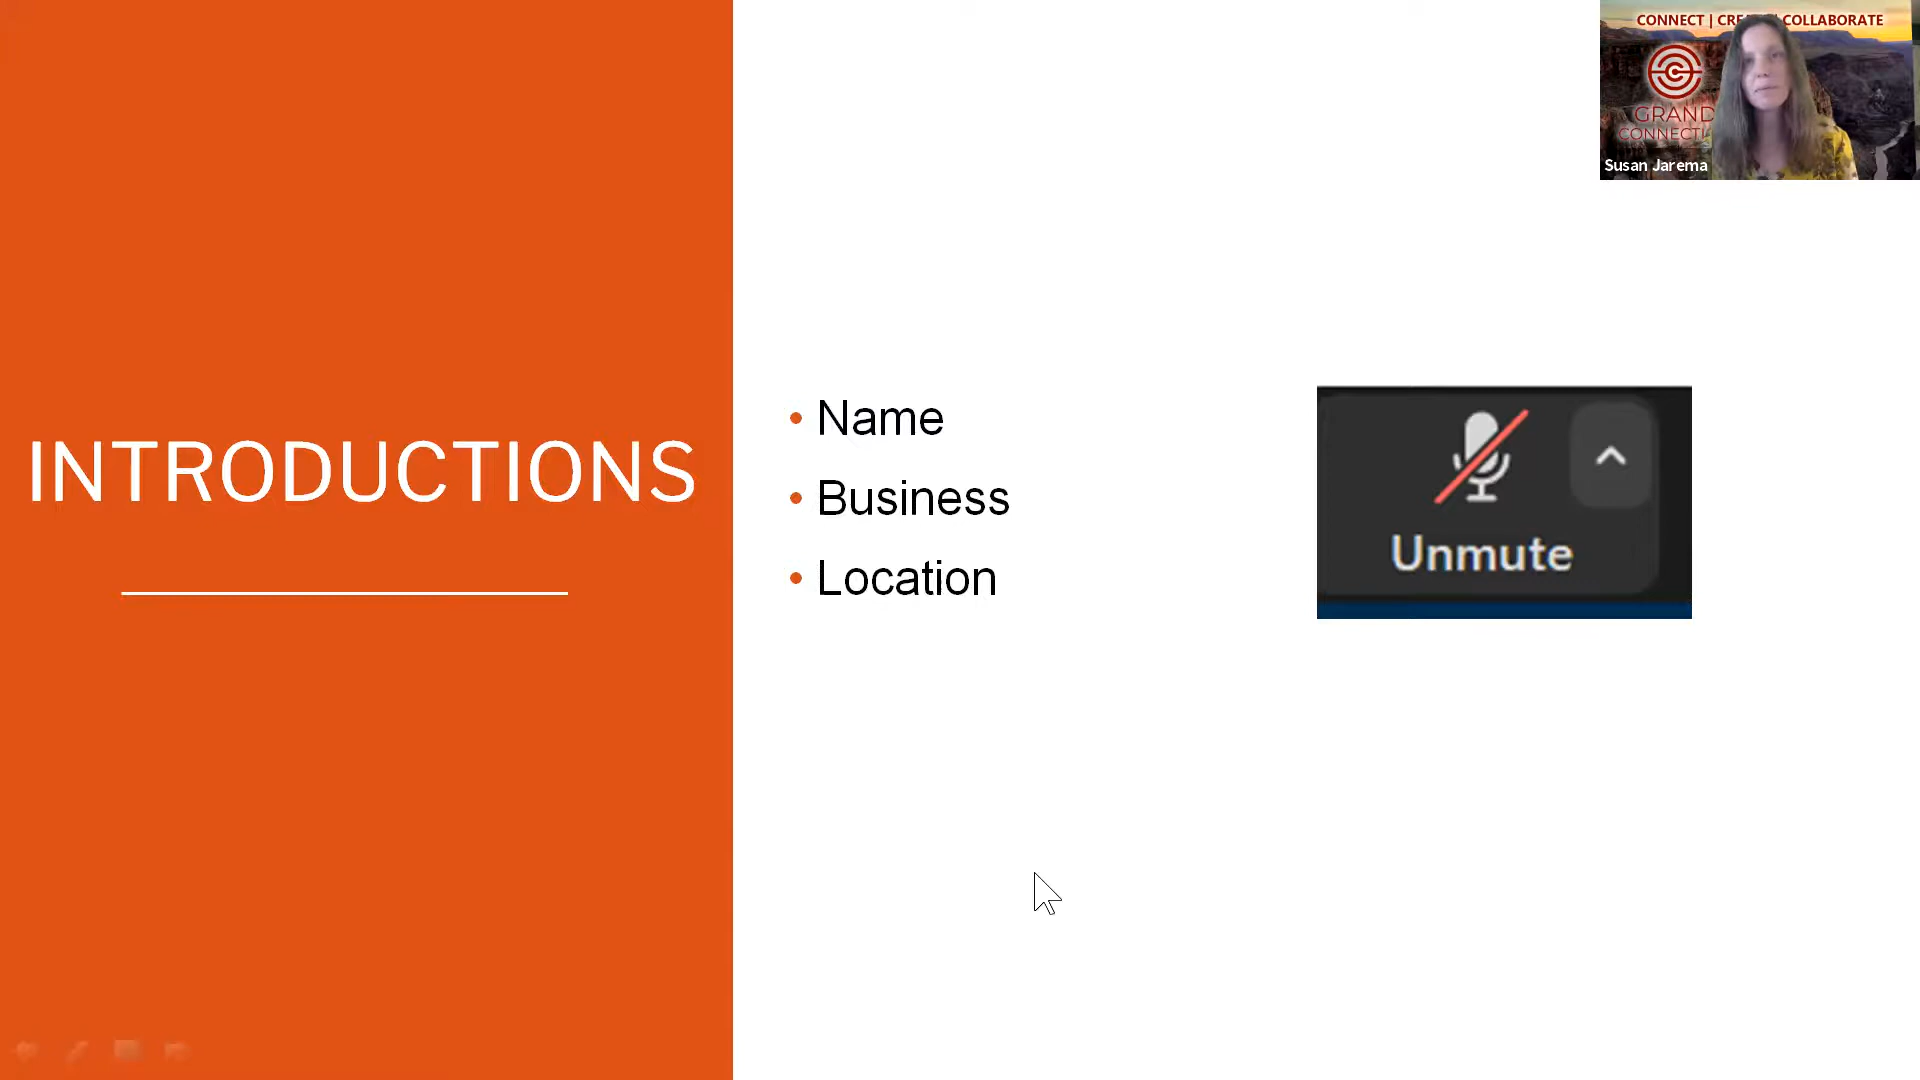 CONNECT | CRE COLLABORATE
GRAND
CONNECTI
Susan Jarema
INTRODUCTIONS
• Name
• Business
• Location
Unmute